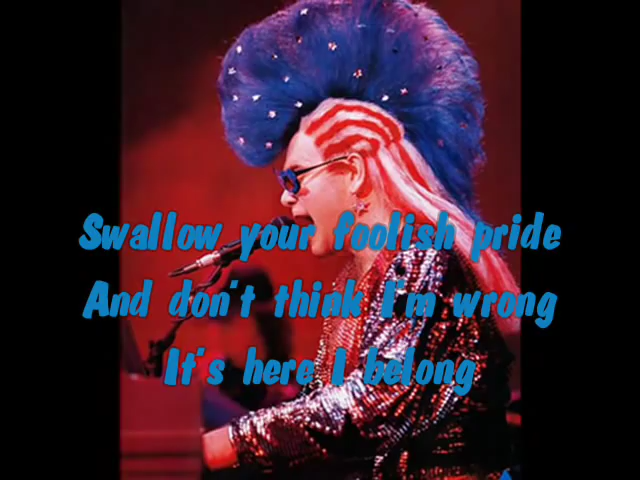 Swallow your foolish pride
And don't think I'm wrong
It's here I belong